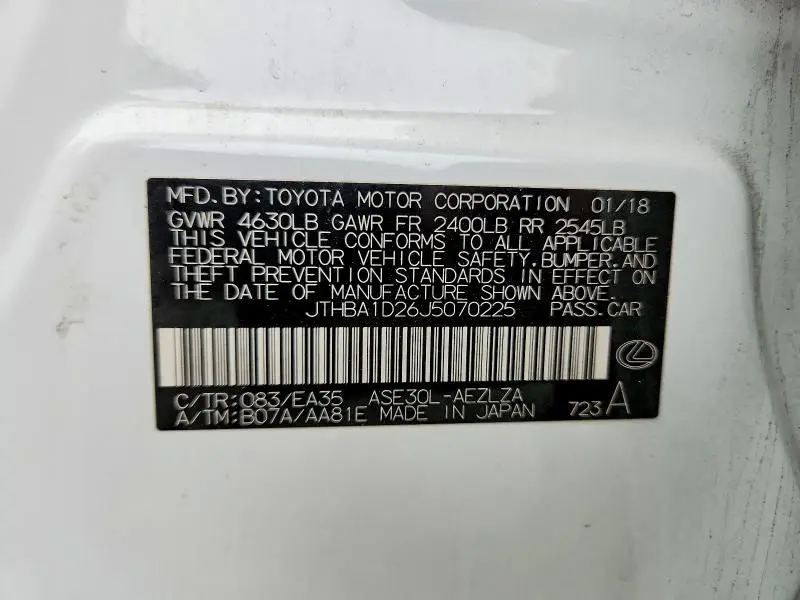 MFD. BY: TOYOTA MOTOR CORPORATION 01/18
GVWR 4630LB GAWR FR 2400LB RR 2545LB
THIS VEHICLE CONFORMS TO ALL APPLICABLE
FEDERAL MOTOR VEHICLE SAFETY, BUMPER, AND
THEFT PREVENTION STANDARDS IN EFFECT ON
THE DATE OF MANUFACTURE SHOWN ABOVE.
JTHBA1D26J5070225 PASS. CAR
C/TR: 083/EA35 ASE30L-AEZLZA
A/TM: B07A/AA81E MADE IN JAPAN 723 A